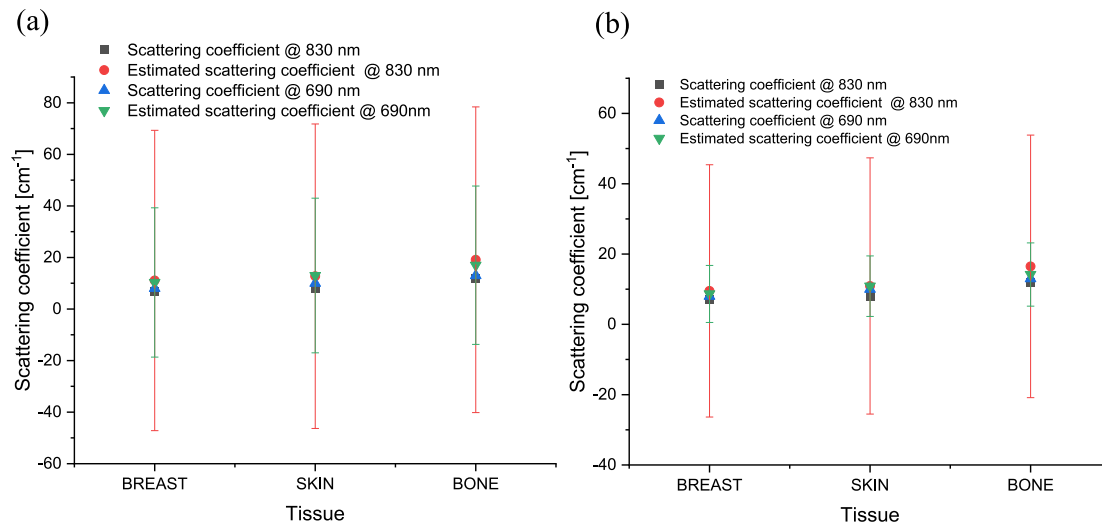 (a)
Scattering coefficient @ 830 nm
Estimated scattering coefficient @ 830 nm
Scattering coefficient @ 690 nm
Estimated scattering coefficient @ 690nm
80
60
40
20
0
-20
-40
-60
Scattering coefficient [cm-1]
BREAST
SKIN
BONE
Tissue
(b)
Scattering coefficient @ 830 nm
Estimated scattering coefficient @ 830 nm
Scattering coefficient @ 690 nm
Estimated scattering coefficient @ 690nm
60
40
20
0
-20
-40
Scattering coefficient [cm-1]
BREAST
SKIN
BONE
Tissue